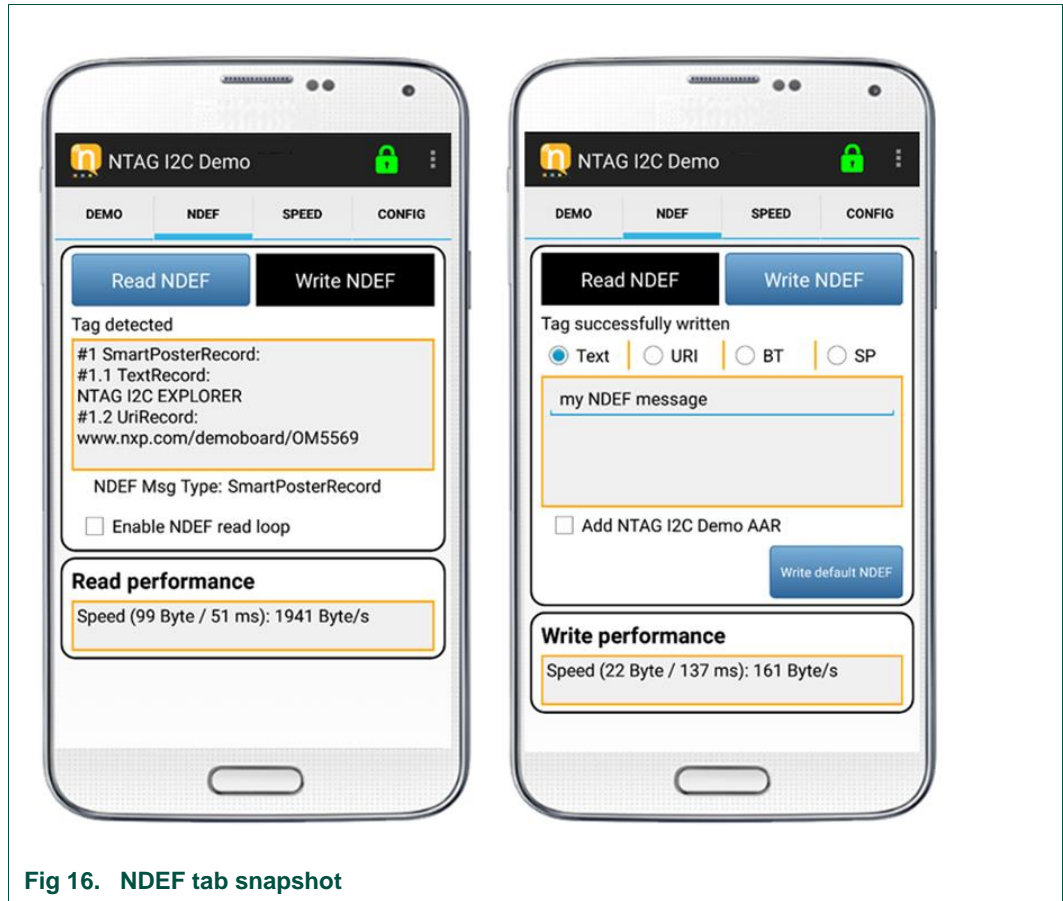 NTAG I2C Demo
DEMO NDEF SPEED CONFIG
Read NDEF Write NDEF
Tag detected
#1 SmartPosterRecord:
#1.1 TextRecord:
NTAG I2C EXPLORER
#1.2 UriRecord:
www.nxp.com/demoboard/OM5569
NDEF Msg Type: SmartPosterRecord
Enable NDEF read loop
Read performance
Speed (99 Byte / 51 ms): 1941 Byte/s
NTAG I2C Demo
DEMO NDEF SPEED CONFIG
Read NDEF Write NDEF
Tag successfully written
Text URI BT SP
my NDEF message
Add NTAG I2C Demo AAR
Write default NDEF
Write performance
Speed (22 Byte / 137 ms): 161 Byte/s
Fig 16. NDEF tab snapshot